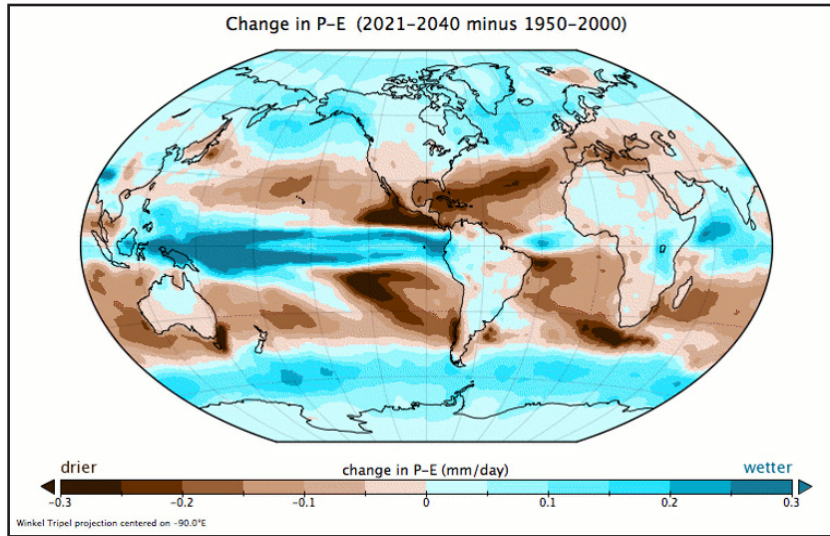 Change in P-E (2021-2040 minus 1950-2000)
drier change in P-E (mm/day) wetter
-0.3 -0.2 -0.1 0 0.1 0.2 0.3
Winkel Tripel projection centered on -90.0°E